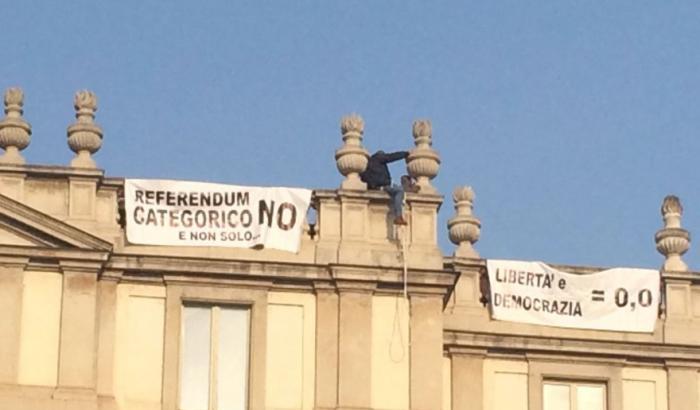 REFERENDUM
CATEGORICO NO
E NON SOLO...
LIBERTA' e
DEMOCRAZIA = 0,0